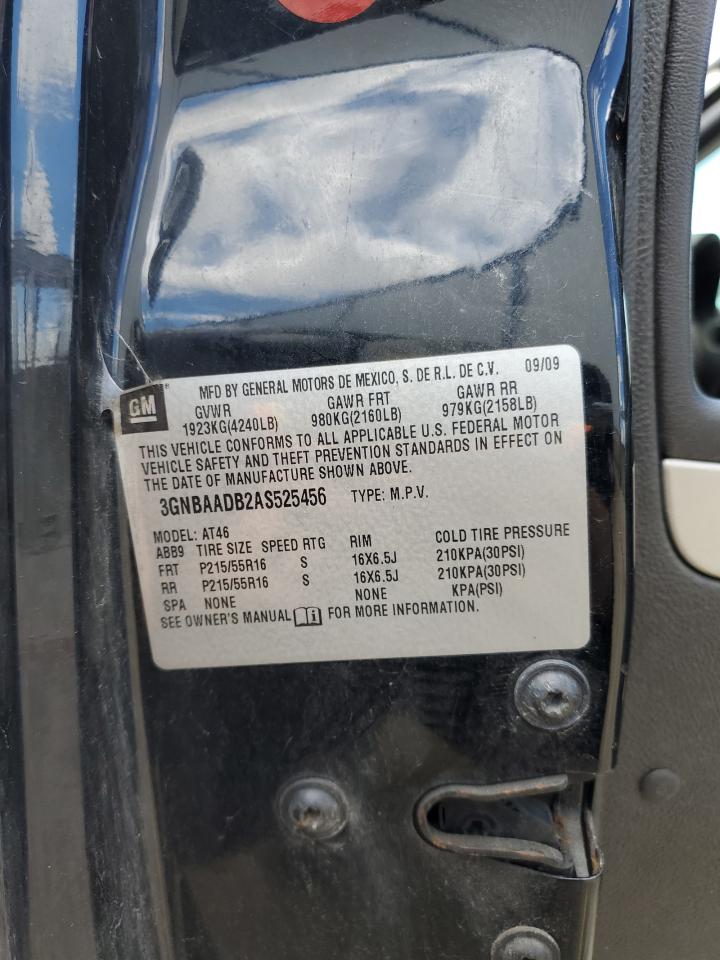 GM
MFD BY GENERAL MOTORS DE MEXICO, S. DE R.L. DE C.V. 09/09
GVWR GAWR FRT GAWR RR
1923KG(4240LB) 980KG(2160LB) 979KG(2158LB)
THIS VEHICLE CONFORMS TO ALL APPLICABLE U.S. FEDERAL MOTOR
VEHICLE SAFETY AND THEFT PREVENTION STANDARDS IN EFFECT ON
THE DATE OF MANUFACTURE SHOWN ABOVE.
3GNBAADB2AS525456 TYPE: M.P.V.
MODEL: AT46
ABB9 TIRE SIZE SPEED RTG RIM COLD TIRE PRESSURE
FRT P215/55R16 S 16X6.5J 210KPA(30PSI)
RR P215/55R16 S 16X6.5J 210KPA(30PSI)
SPA NONE NONE KPA(PSI)
SEE OWNER'S MANUAL FOR MORE INFORMATION.